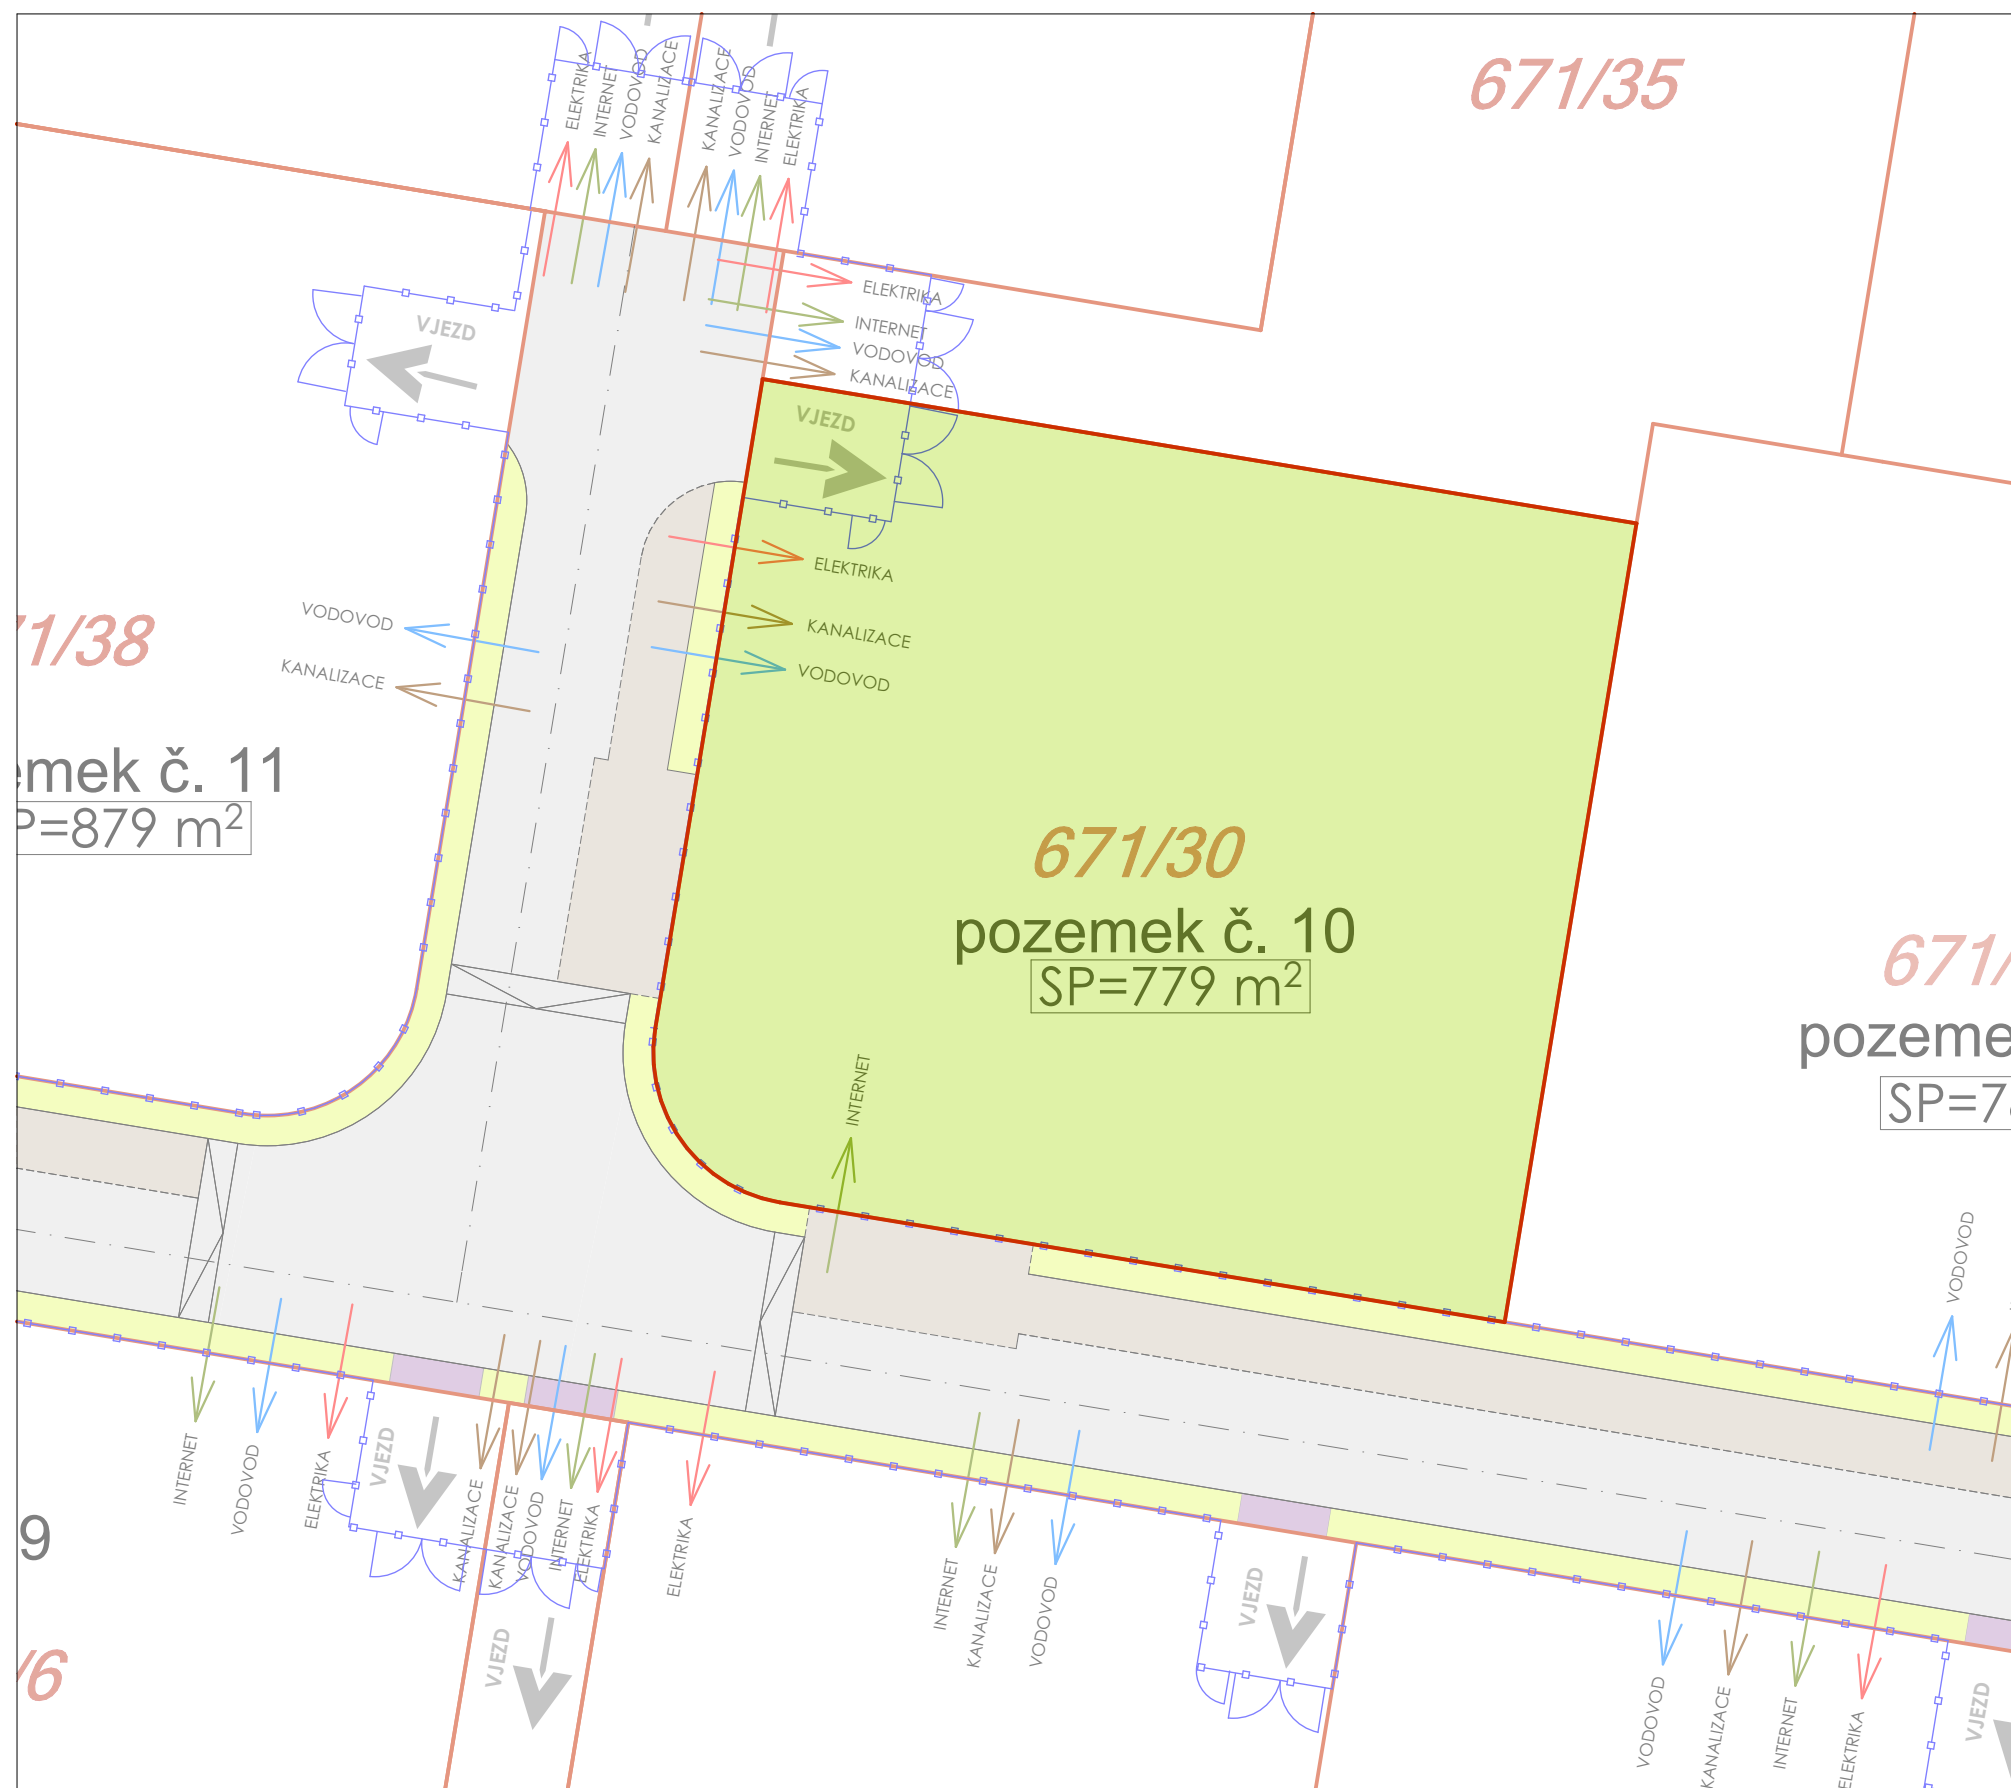 ELEKTRIKA
INTERNET
VODOVOD
KANALIZACE
KANALIZACE
VODOVOD
INTERNET
ELEKTRIKA
671/35
ELEKTRIKA
INTERNET
VODOVOD
KANALIZACE
VJEZD
VJEZD
ELEKTRIKA
KANALIZACE
VODOVOD
VODOVOD
KANALIZACE
1/38
emek č. 11
P=879 m²
671/30
pozemek č. 10
SP=779 m²
671/
pozeme
SP=7
INTERNET
VODOVOD
INTERNET
VODOVOD
ELEKTRIKA
VJEZD
KANALIZACE
KANALIZACE
VODOVOD
INTERNET
ELEKTRIKA
ELEKTRIKA
INTERNET
KANALIZACE
VODOVOD
VJEZD
9
/6
VJEZD
VODOVOD
KANALIZACE
INTERNET
ELEKTRIKA
VJEZD